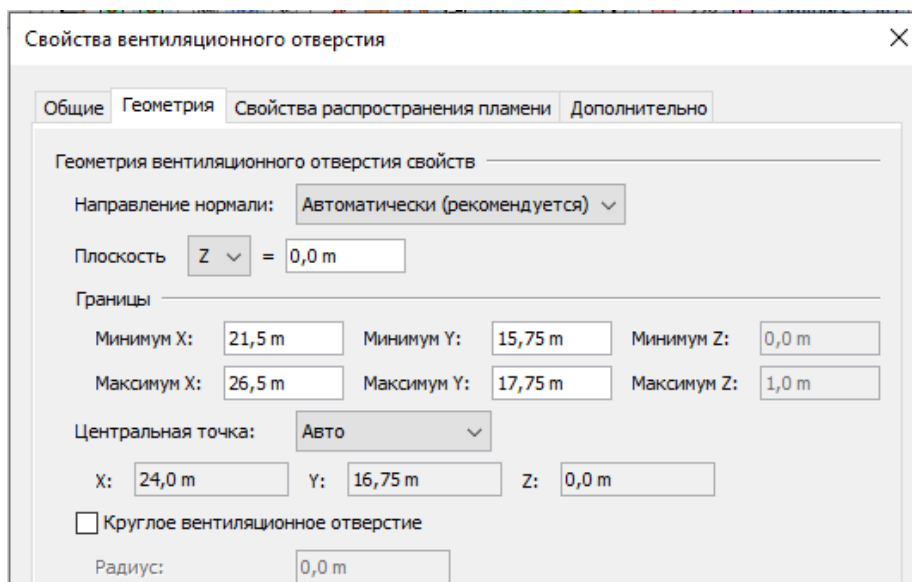 Свойства вентиляционного отверстия
Общие Геометрия Свойства распространения пламени Дополнительно
Геометрия вентиляционного отверстия свойств
Направление нормали: Автоматически (рекомендуется)
Плоскость Z = 0,0 m
Границы
Минимум X: 21,5 m Минимум Y: 15,75 m Минимум Z: 0,0 m
Максимум X: 26,5 m Максимум Y: 17,75 m Максимум Z: 1,0 m
Центральная точка: Авто
X: 24,0 m Y: 16,75 m Z: 0,0 m
Круглое вентиляционное отверстие
Радиус: 0,0 m